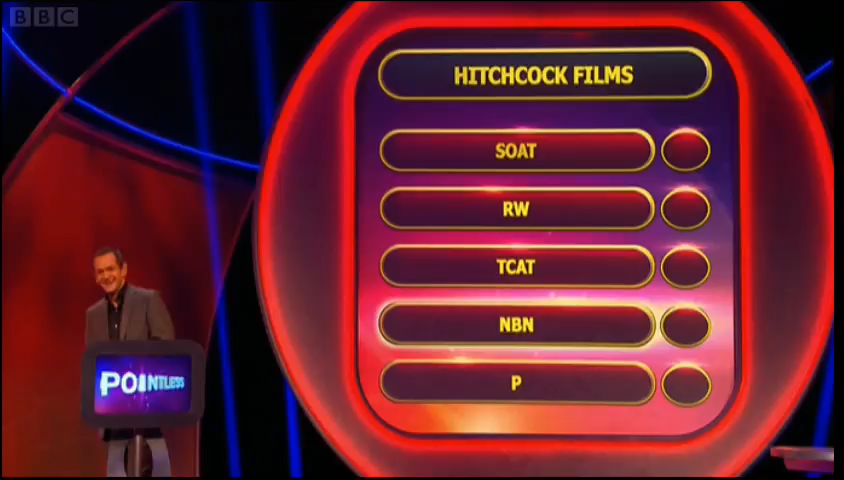 BBC
HITCHCOCK FILMS
SOAT
RW
TCAT
NBN
P
POINTLESS